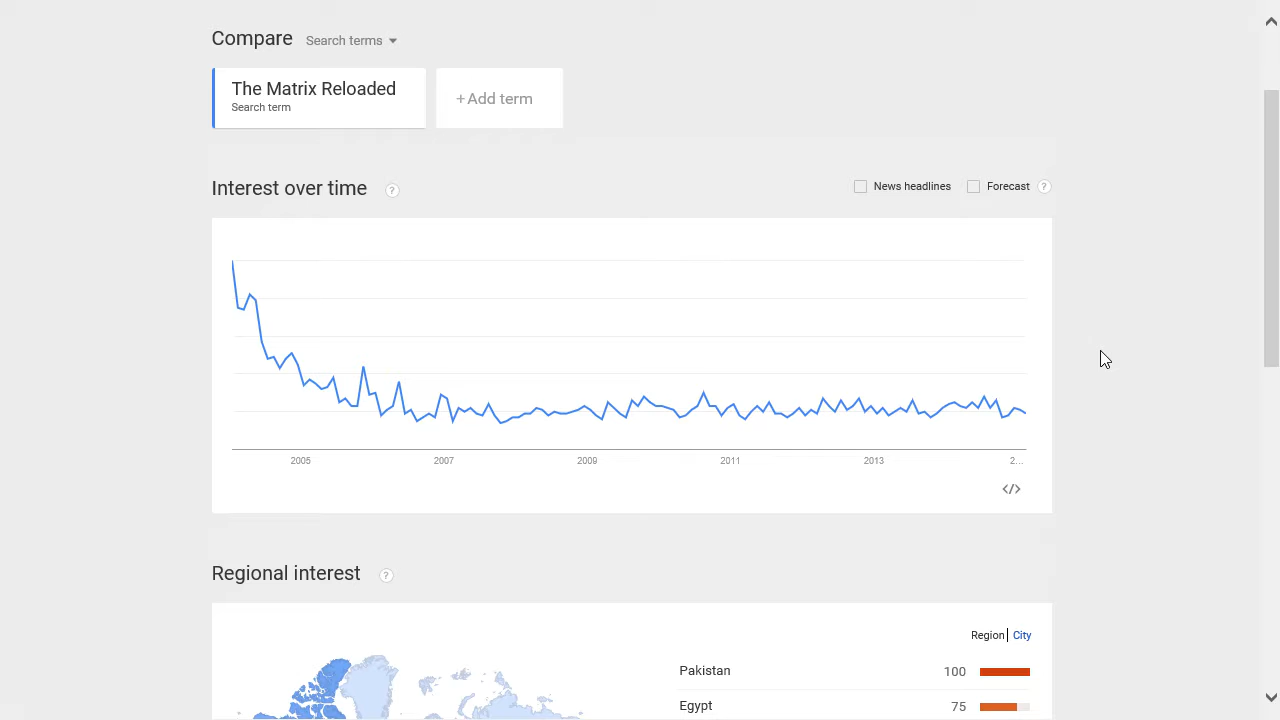 Compare Search terms
The Matrix Reloaded
Search term
+Add term
Interest over time ?
News headlines Forecast ?
2005 2007 2009 2011 2013 2...
</>
Regional interest ?
Region City
Pakistan 100
Egypt 75